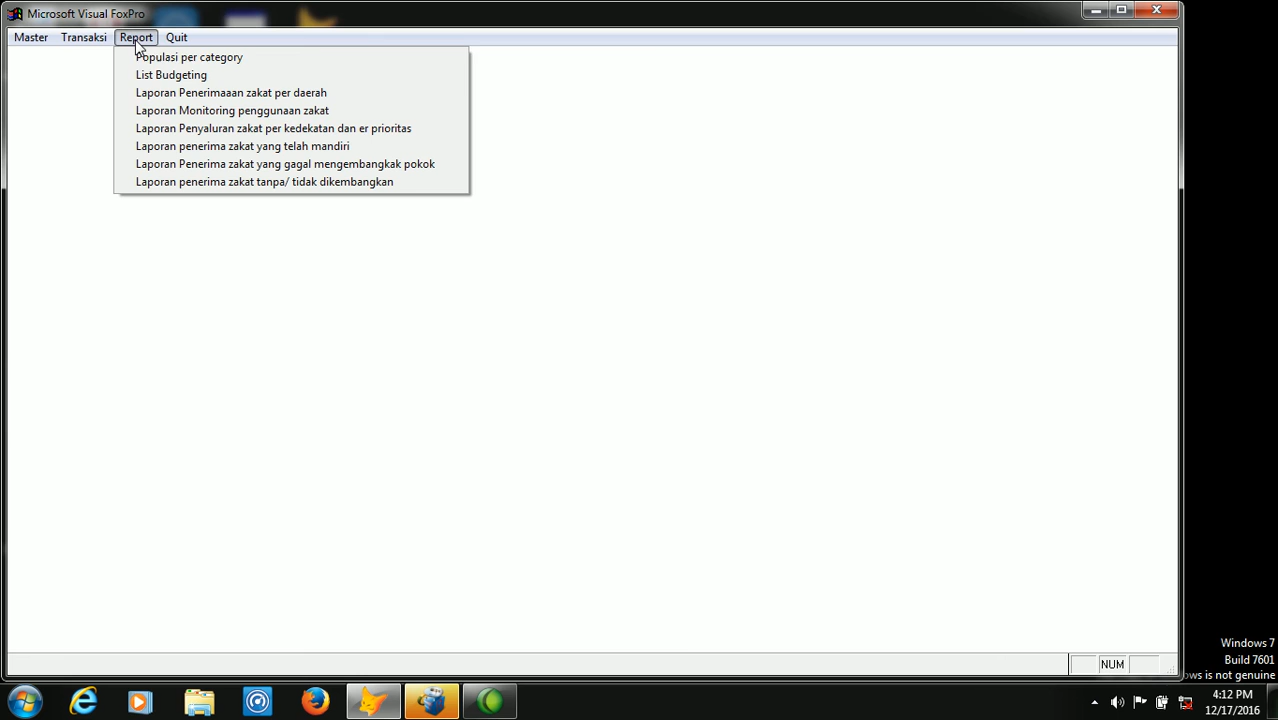 Microsoft Visual FoxPro
Master Transaksi Report Quit
Populasi per category
List Budgeting
Laporan Penerimaaan zakat per daerah
Laporan Monitoring penggunaan zakat
Laporan Penyaluran zakat per kedekatan dan er prioritas
Laporan penerima zakat yang telah mandiri
Laporan Penerima zakat yang gagal mengembangkak pokok
Laporan penerima zakat tanpa/ tidak dikembangkan
NUM
Windows 7
Build 7601
ws is not genuine
4:12 PM
12/17/2016